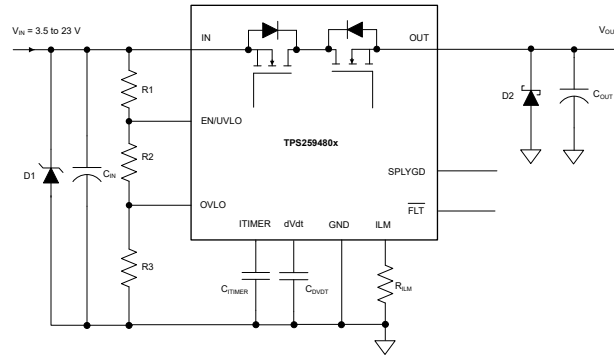 V_IN = 3.5 to 23 V
IN
OUT
V_OU
R1
EN/UVLO
D2
C_OUT
R2
TPS259480x
D1
C_IN
SPLYGD
OVLO
FLT
ITIMER
dVdt
GND
ILM
R3
C_ITIMER
C_DVDT
R_ILM